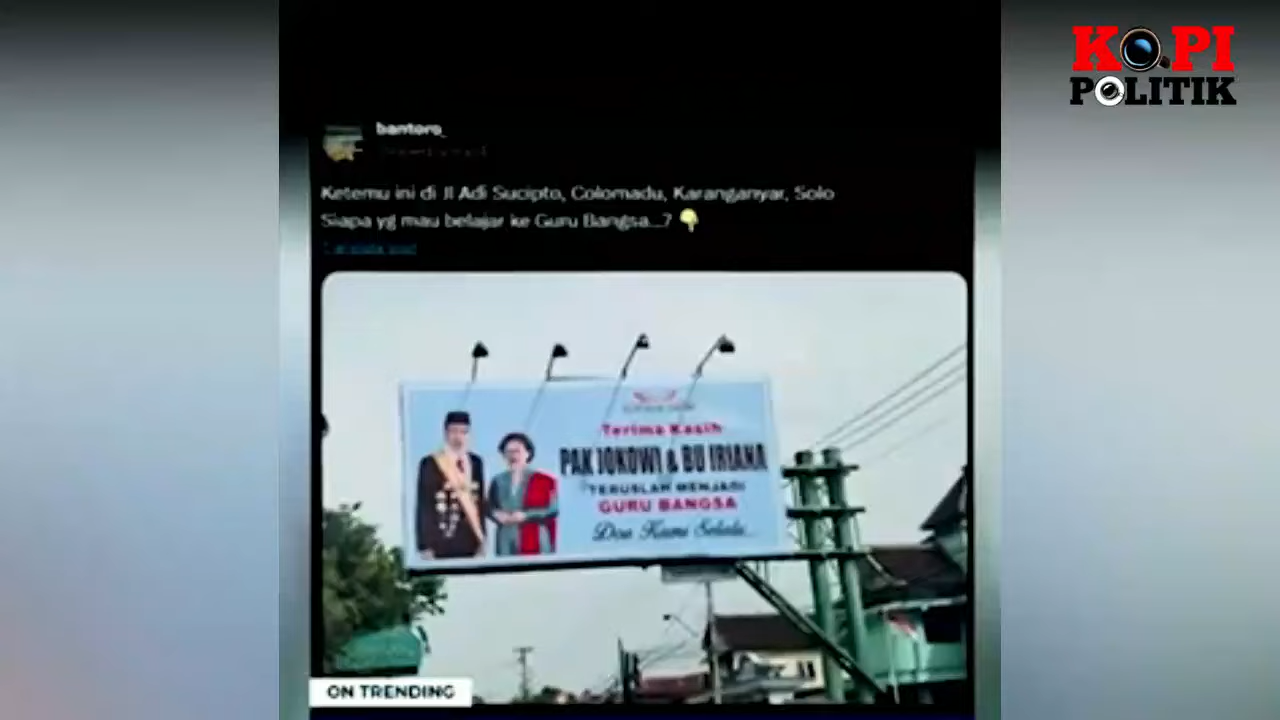 KOPI
POLITIK
bantoro_
Ketemu ini di Jl Adi Sucipto, Colomadu, Karanganyar, Solo
Siapa yg mau belajar ke Guru Bangsa...?
Terima Kasih
PAK JOKOWI & BU IRIANA
TERUSLAH MENJADI
GURU BANGSA
Doa Kami Selalu...
ON TRENDING